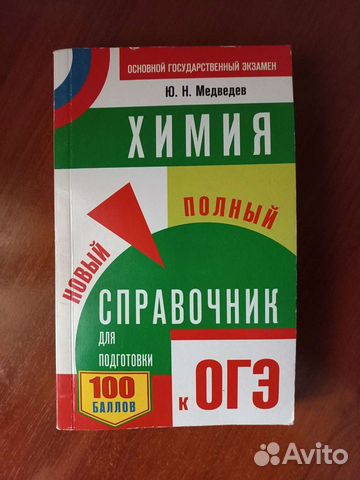 ОСНОВНОЙ ГОСУДАРСТВЕННЫЙ ЭКЗАМЕН
Ю. Н. Медведев
ХИМИЯ
НОВЫЙ
ПОЛНЫЙ
СПРАВОЧНИК
ДЛЯ
ПОДГОТОВКИ
100
БАЛЛОВ
К ОГЭ
Avito